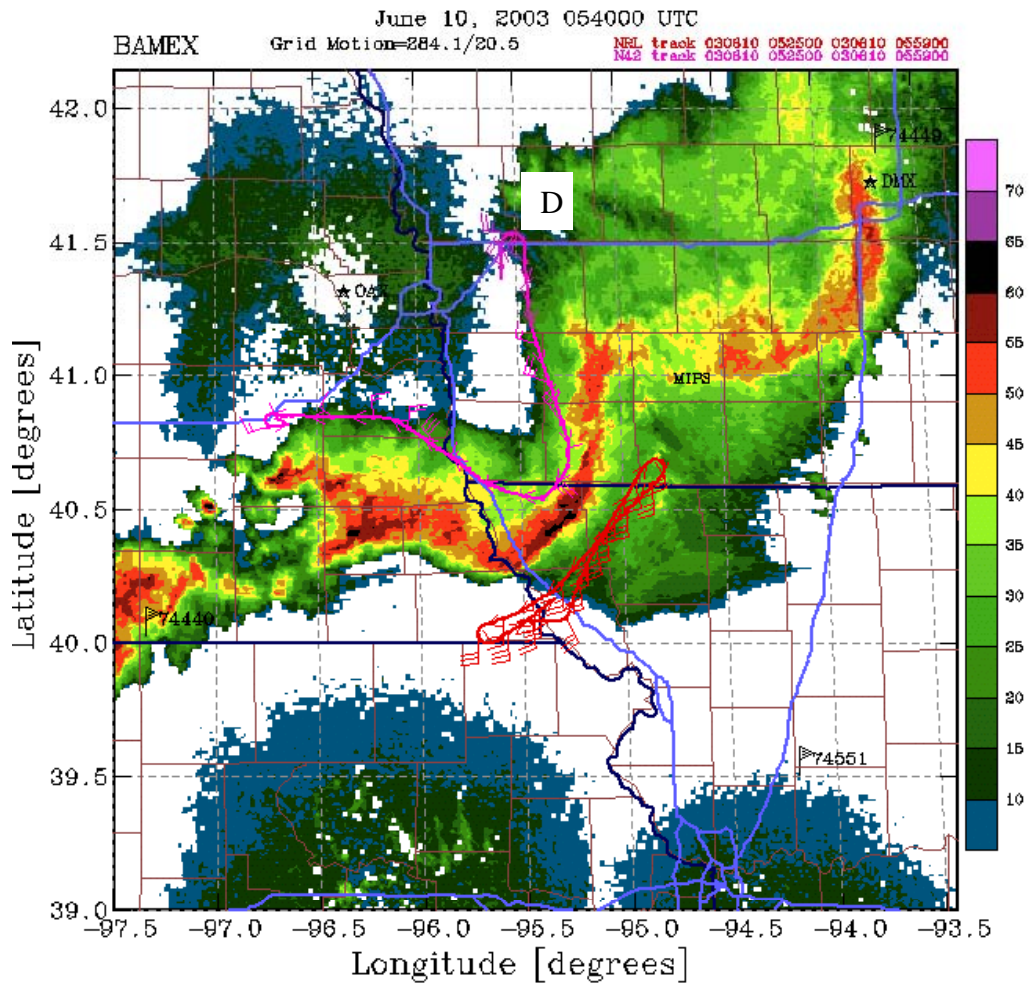 June 10, 2003 054000 UTC
BAMEX
Grid Motion=284.1/20.5
NRL track 030610 052500 030610 055900
N42 track 030610 052500 030610 055900
42.0
41.5
41.0
40.5
40.0
39.5
39.0
Latitude [degrees]
74449
DMX
D
OAX
MIPS
74440
74551
70
65
60
55
50
45
40
35
30
25
20
15
10
−97.5
−97.0
−96.5
−96.0
−95.5
−95.0
−94.5
−94.0
−93.5
Longitude [degrees]